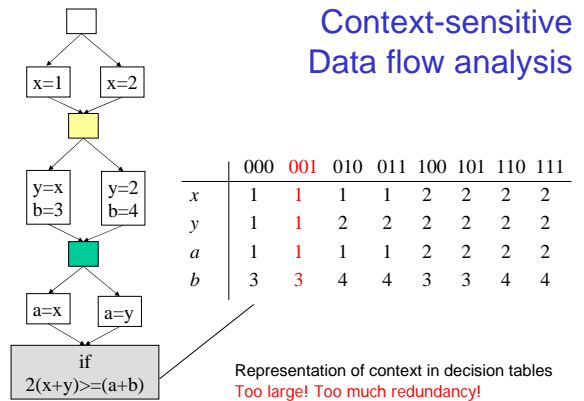 Context-sensitive
Data flow analysis
x=1 x=2
y=x y=2
b=3 b=4
a=x a=y
if
2(x+y)>=(a+b)
000 001 010 011 100 101 110 111
x 1 1 1 1 2 2 2 2
y 1 1 2 2 2 2 2 2
a 1 1 1 1 2 2 2 2
b 3 3 4 4 3 3 4 4
Representation of context in decision tables
Too large! Too much redundancy!